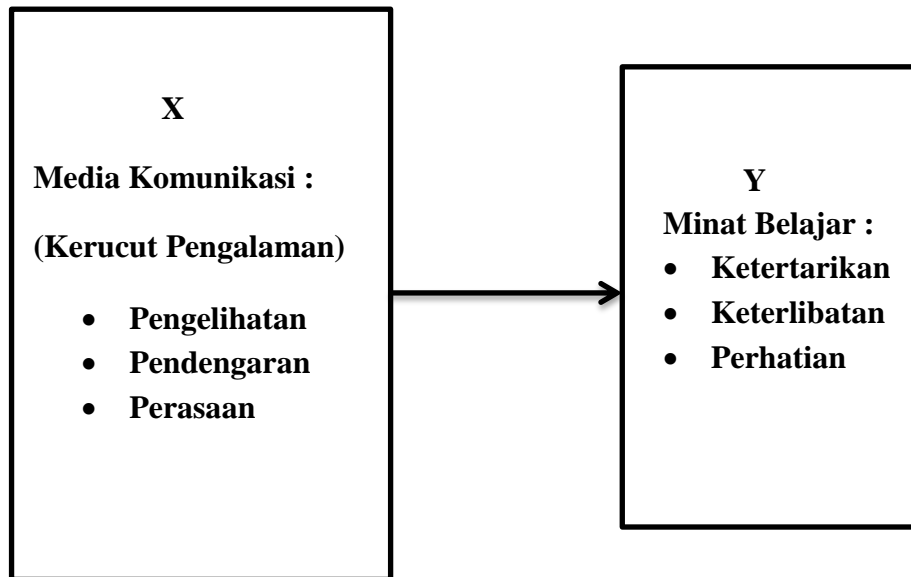 X
Media Komunikasi :
(Kerucut Pengalaman)
• Pengelihatan
• Pendengaran
• Perasaan
Y
Minat Belajar :
• Ketertarikan
• Keterlibatan
• Perhatian